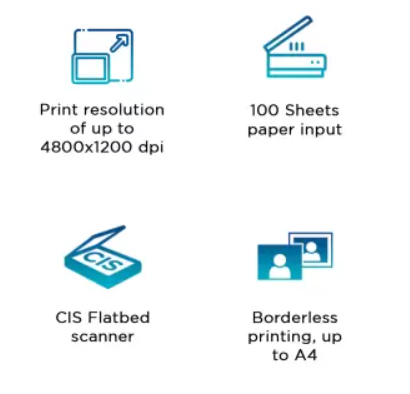 Print resolution
of up to
4800x1200 dpi
100 Sheets
paper input
CIS
CIS Flatbed
scanner
Borderless
printing, up
to A4